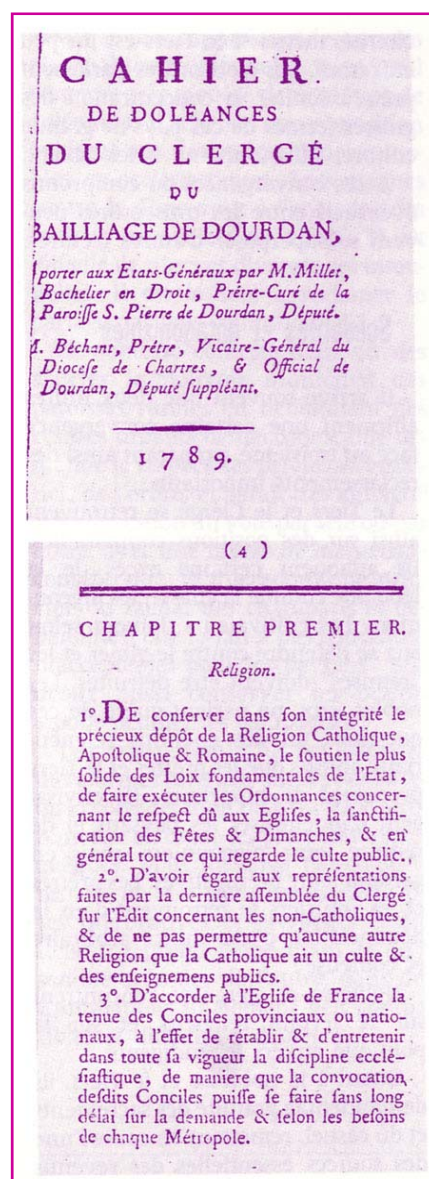 CAHIER
DE DOLÉANCES
DU CLERGÉ
DU
BAILLIAGE DE DOURDAN,
porter aux Etats-Généraux par M. Millet,
Bachelier en Droit, Prêtre-Curé de la
Paroiſſe S. Pierre de Dourdan, Député.
M. Béchant, Prêtre, Vicaire-Général du
Dioceſe de Chartres, & Official de
Dourdan, Député ſuppléant.
1789.
(4)
CHAPITRE PREMIER.
Religion.
1°. DE conſerver dans ſon intégrité le
précieux dépôt de la Religion Catholique,
Apoſtolique & Romaine, le ſoutien le plus
ſolide des Loix fondamentales de l'Etat,
de faire exécuter les Ordonnances concer-
nant le reſpect dû aux Egliſes, la ſanctifi-
cation des Fêtes & Dimanches, & en
général tout ce qui regarde le culte public.
2°. D'avoir égard aux repréſentations
faites par la derniere aſſemblée du Clergé
ſur l'Edit concernant les non-Catholiques,
& de ne pas permettre qu'aucune autre
Religion que la Catholique ait un culte &
des enſeignemens publics.
3°. D'accorder à l'Egliſe de France la
tenue des Conciles provinciaux ou natio-
naux, à l'effet de rétablir & d'entretenir
dans toute ſa vigueur la diſcipline ecclé-
ſiaſtique, de maniere que la convocation
deſdits Conciles puiſſe ſe faire ſans long
délai ſur la demande & ſelon les beſoins
de chaque Métropole.